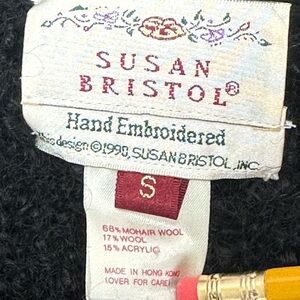 SUSAN
BRISTOL®
Hand Embroidered
This design ©1990, SUSAN BRISTOL, INC.
S
68% MOHAIR WOOL
17% WOOL
15% ACRYLIC
MADE IN HONG KONG
(OVER FOR CARE)